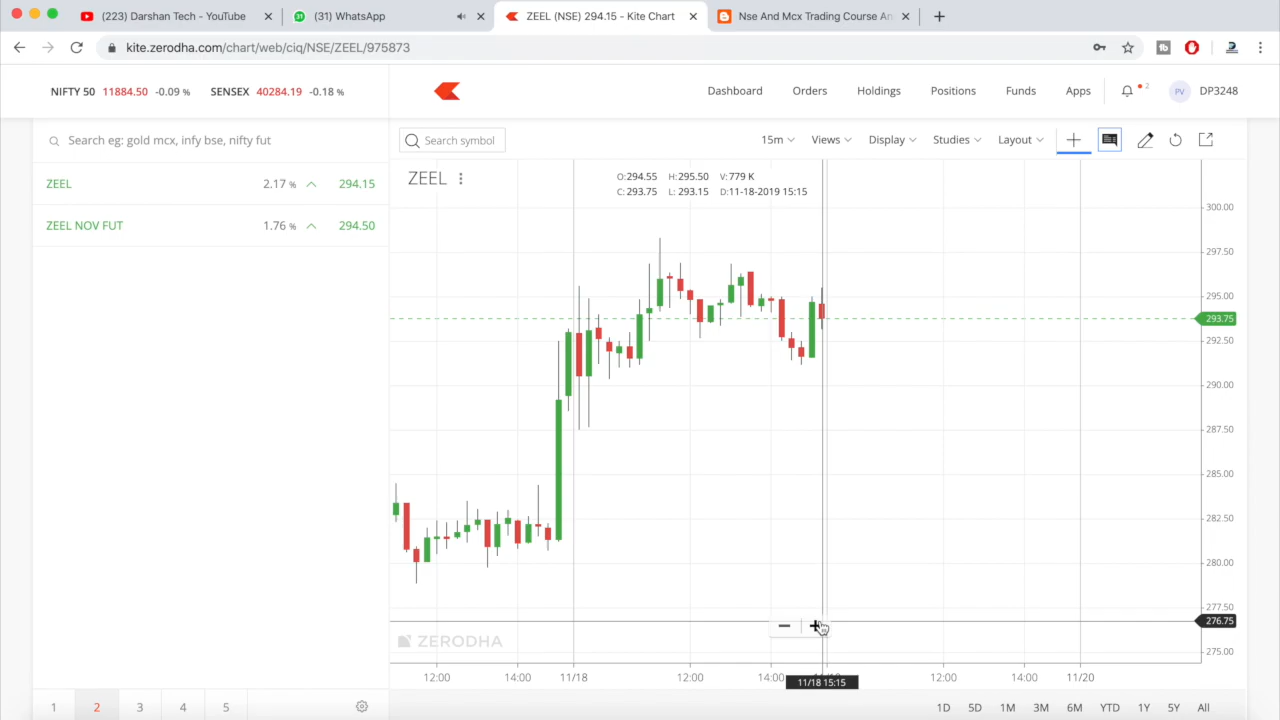 (223) Darshan Tech - YouTube
31
(31) WhatsApp
ZEEL (NSE) 294.15 - Kite Chart
Nse And Mcx Trading Course An
kite.zerodha.com/chart/web/ciq/NSE/ZEEL/975873
NIFTY 50 11884.50 -0.09 % SENSEX 40284.19 -0.18 %
Dashboard Orders Holdings Positions Funds Apps 2 PV DP3248
Search eg: gold mcx, infy bse, nifty fut
Search symbol
15m Views Display Studies Layout
ZEEL 2.17 % 294.15
ZEEL NOV FUT 1.76 % 294.50
ZEEL
O:294.55 H:295.50 V:779 K
C:293.75 L: 293.15 D:11-18-2019 15:15
300.00
297.50
295.00
293.75
292.50
290.00
287.50
285.00
282.50
280.00
277.50
276.75
275.00
ZERODHA
12:00 14:00 11/18 12:00 14:00 12:00 14:00 11/20
11/18 15:15
1 2 3 4 5
1D 5D 1M 3M 6M YTD 1Y 5Y All